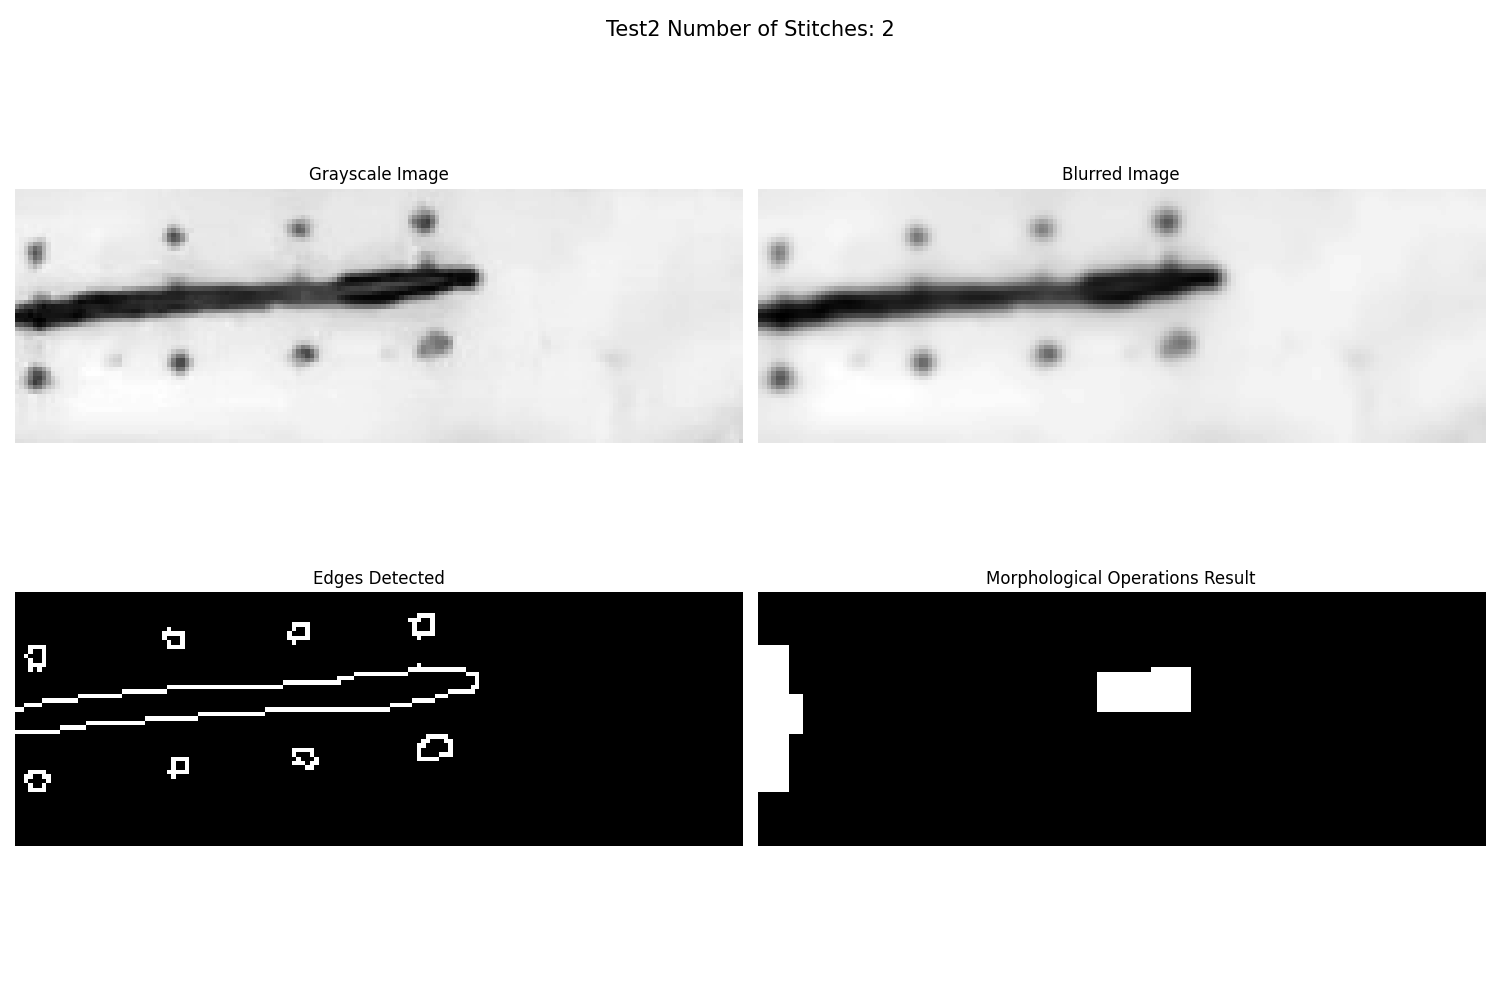 Test2 Number of Stitches: 2
Grayscale Image
Blurred Image
Edges Detected
Morphological Operations Result